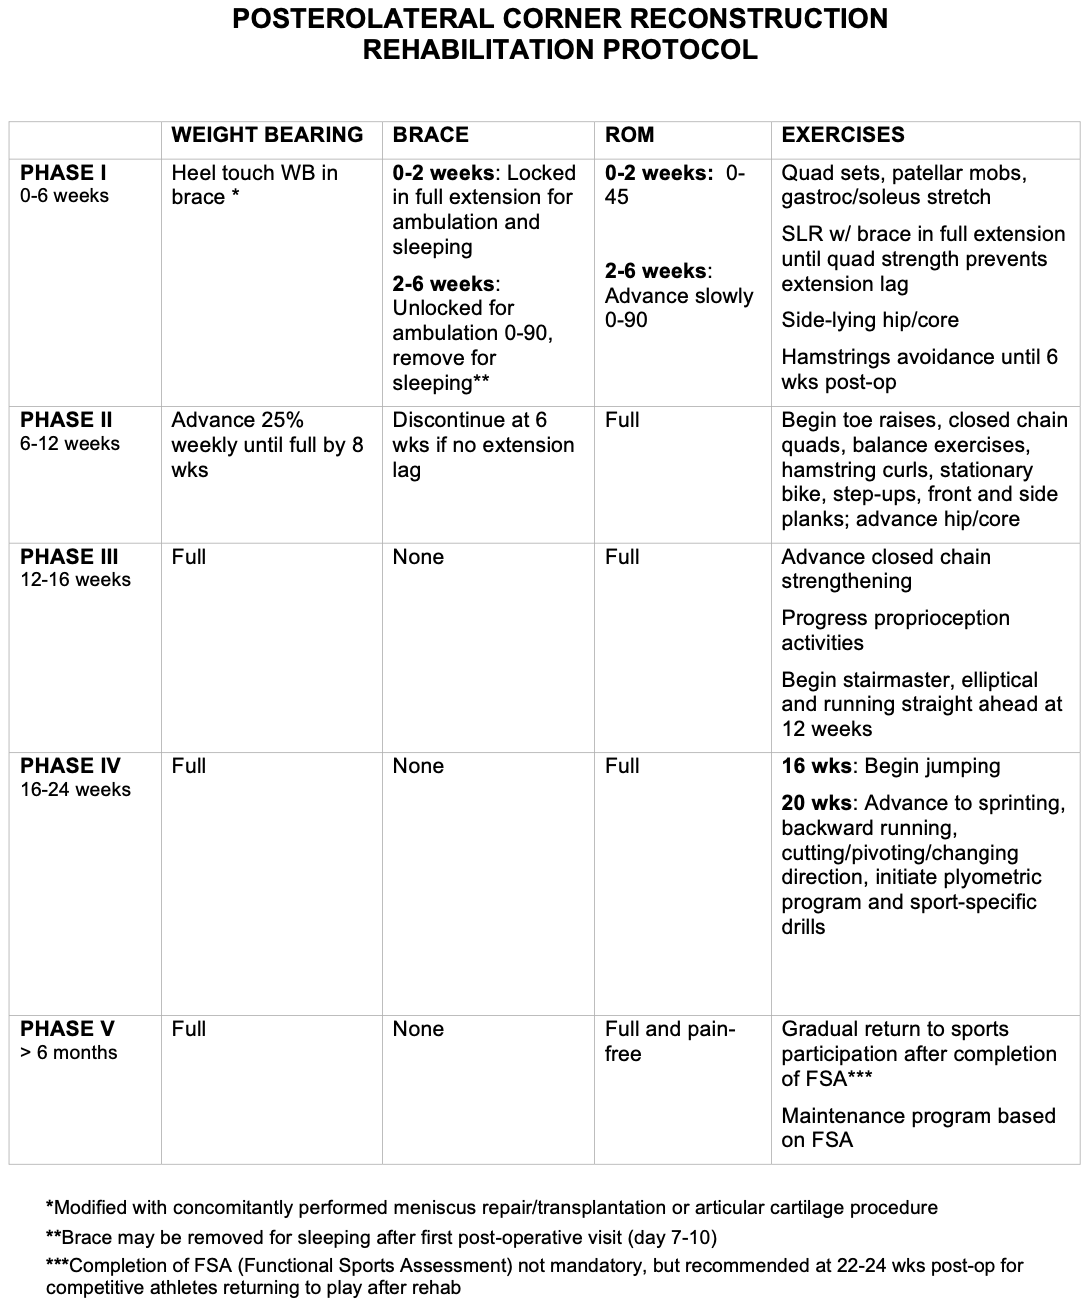 POSTEROLATERAL CORNER RECONSTRUCTION
REHABILITATION PROTOCOL
WEIGHT BEARING
BRACE
ROM
EXERCISES
PHASE I
0-6 weeks
Heel touch WB in
brace *
0-2 weeks: Locked
in full extension for
ambulation and
sleeping
2-6 weeks:
Unlocked for
ambulation 0-90,
remove for
sleeping**
0-2 weeks: 0-
45
2-6 weeks:
Advance slowly
0-90
Quad sets, patellar mobs,
gastroc/soleus stretch
SLR w/ brace in full extension
until quad strength prevents
extension lag
Side-lying hip/core
Hamstrings avoidance until 6
wks post-op
PHASE II
6-12 weeks
Advance 25%
weekly until full by 8
wks
Discontinue at 6
wks if no extension
lag
Full
Begin toe raises, closed chain
quads, balance exercises,
hamstring curls, stationary
bike, step-ups, front and side
planks; advance hip/core
PHASE III
12-16 weeks
Full
None
Full
Advance closed chain
strengthening
Progress proprioception
activities
Begin stairmaster, elliptical
and running straight ahead at
12 weeks
PHASE IV
16-24 weeks
Full
None
Full
16 wks: Begin jumping
20 wks: Advance to sprinting,
backward running,
cutting/pivoting/changing
direction, initiate plyometric
program and sport-specific
drills
PHASE V
> 6 months
Full
None
Full and pain-
free
Gradual return to sports
participation after completion
of FSA***
Maintenance program based
on FSA
*Modified with concomitantly performed meniscus repair/transplantation or articular cartilage procedure
**Brace may be removed for sleeping after first post-operative visit (day 7-10)
***Completion of FSA (Functional Sports Assessment) not mandatory, but recommended at 22-24 wks post-op for
competitive athletes returning to play after rehab